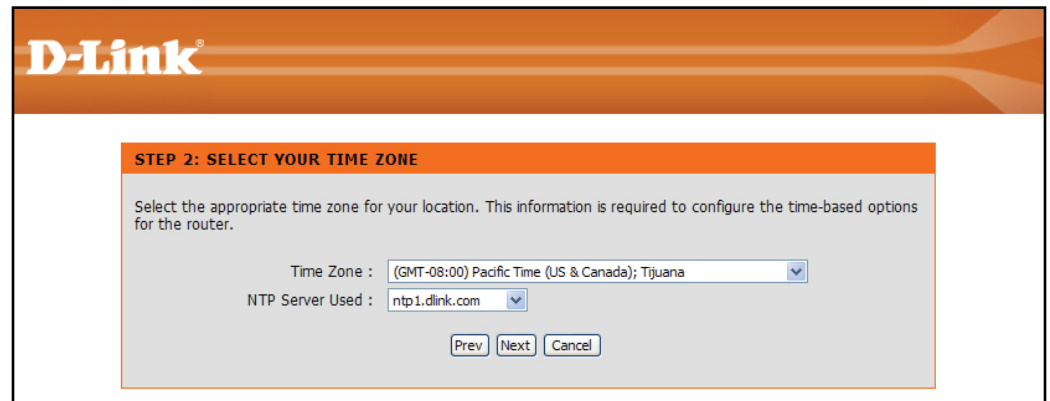 D-Link®
STEP 2: SELECT YOUR TIME ZONE
Select the appropriate time zone for your location. This information is required to configure the time-based options
for the router.
Time Zone : (GMT-08:00) Pacific Time (US & Canada); Tijuana
NTP Server Used : ntp1.dlink.com
Prev Next Cancel